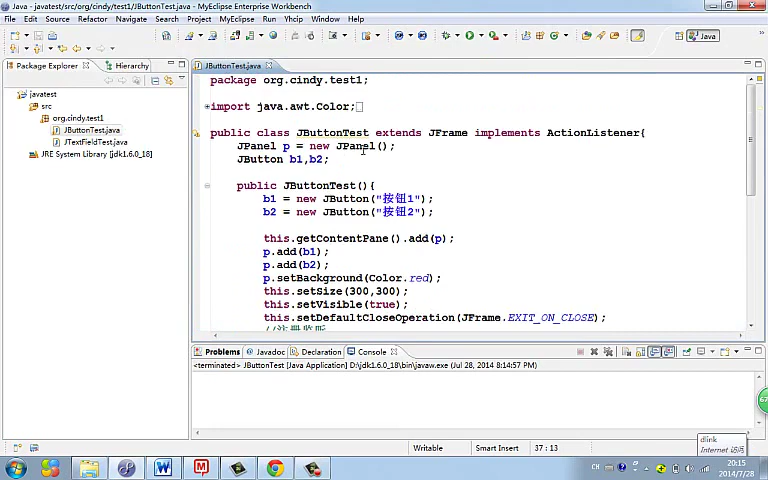 Java - javatest/src/org/cindy/test1/JButtonTest.java - MyEclipse Enterprise Workbench
File Edit Source Refactor Navigate Search Project MyEclipse Run Window Help
Java
Package Explorer Hierarchy
javatest
src
org.cindy.test1
JButtonTest.java
JTextFieldTest.java
JRE System Library [jdk1.6.0_18]
JButtonTest.java
package org.cindy.test1;
import java.awt.Color;
public class JButtonTest extends JFrame implements ActionListener{
JPanel p = new JPanel();
JButton b1,b2;
public JButtonTest(){
b1 = new JButton("按钮1");
b2 = new JButton("按钮2");
this.getContentPane().add(p);
p.add(b1);
p.add(b2);
p.setBackground(Color.red);
this.setSize(300,300);
this.setVisible(true);
this.setDefaultCloseOperation(JFrame.EXIT_ON_CLOSE);
Problems Javadoc Declaration Console
<terminated> JButtonTest [Java Application] D:\jdk1.6.0_18\bin\javaw.exe (Jul 28, 2014 8:14:57 PM)
67
Writable Smart Insert 37 : 13
dlink
Internet 访问
CH
20:15
2014/7/28